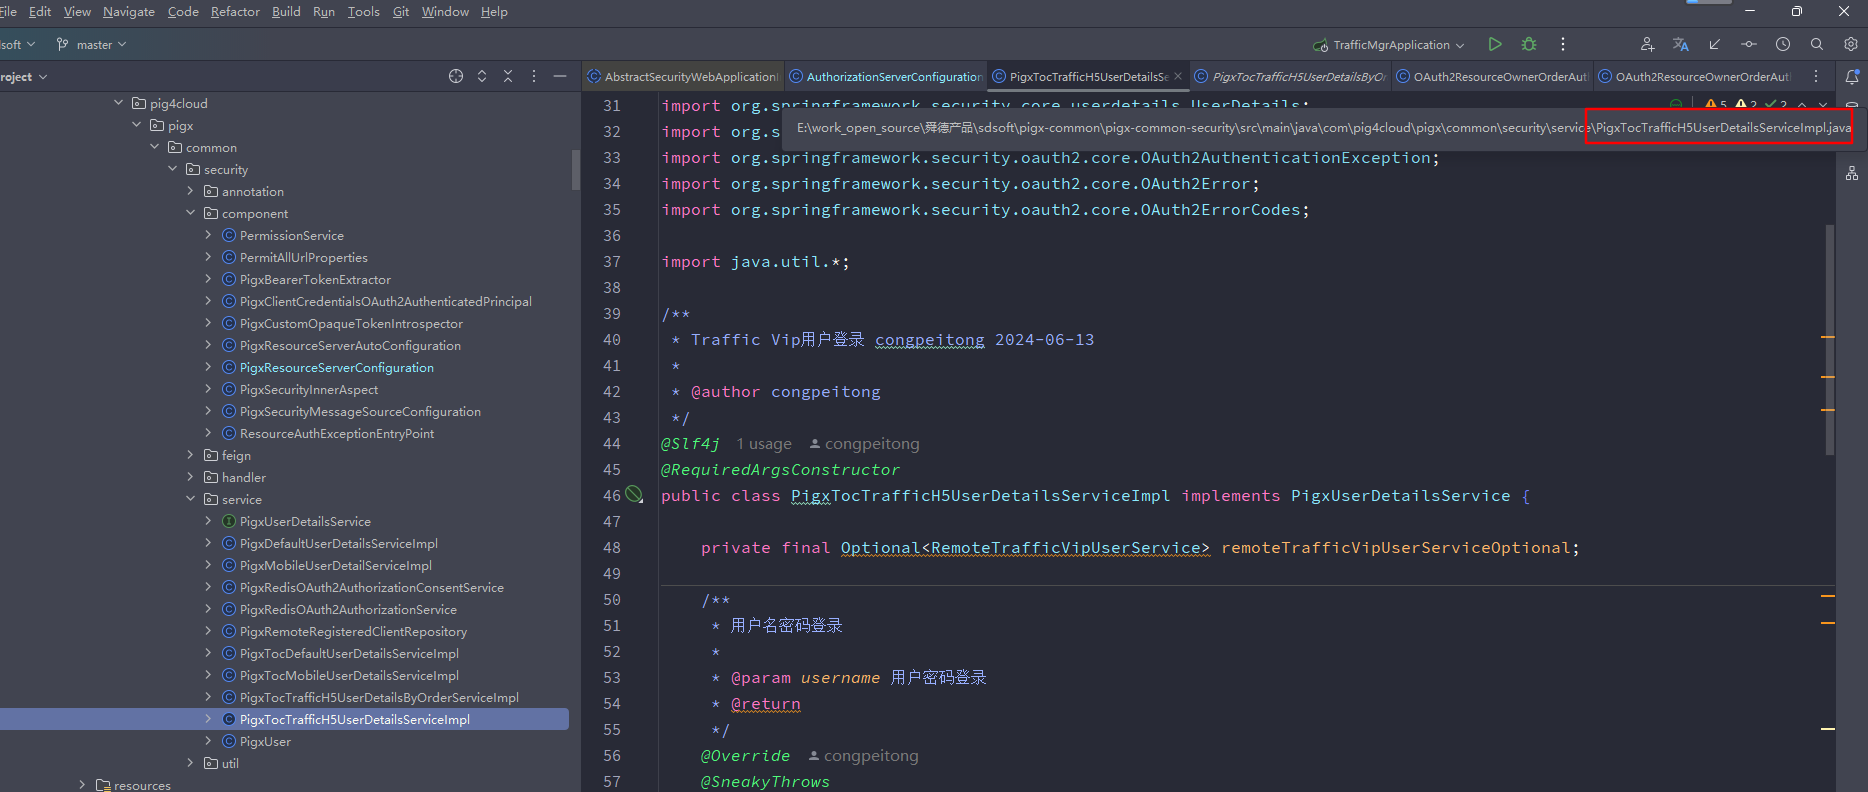 File Edit View Navigate Code Refactor Build Run Tools Git Window Help
lsoft master TrafficMgrApplication
roject
AbstractSecurityWebApplicationI AuthorizationServerConfiguration PigxTocTrafficH5UserDetailsSe PigxTocTrafficH5UserDetailsByOr OAuth2ResourceOwnerOrderAut OAuth2ResourceOwnerOrderAut
pig4cloud
pigx
common
security
annotation
component
PermissionService
PermitAllUrlProperties
PigxBearerTokenExtractor
PigxClientCredentialsOAuth2AuthenticatedPrincipal
PigxCustomOpaqueTokenIntrospector
PigxResourceServerAutoConfiguration
PigxResourceServerConfiguration
PigxSecurityInnerAspect
PigxSecurityMessageSourceConfiguration
ResourceAuthExceptionEntryPoint
feign
handler
service
PigxUserDetailsService
PigxDefaultUserDetailsServiceImpl
PigxMobileUserDetailServiceImpl
PigxRedisOAuth2AuthorizationConsentService
PigxRedisOAuth2AuthorizationService
PigxRemoteRegisteredClientRepository
PigxTocDefaultUserDetailsServiceImpl
PigxTocMobileUserDetailsServiceImpl
PigxTocTrafficH5UserDetailsByOrderServiceImpl
PigxTocTrafficH5UserDetailsServiceImpl
PigxUser
util
resources
31 import org.springframework.security.core.userdetails.UserDetails;
5 2 2
E:\work_open_source\舜德产品\sdsoft\pigx-common\pigx-common-security\src\main\java\com\pig4cloud\pigx\common\security\service\PigxTocTrafficH5UserDetailsServiceImpl.java
32 import org.s
33 import org.springframework.security.oauth2.core.OAuth2AuthenticationException;
34 import org.springframework.security.oauth2.core.OAuth2Error;
35 import org.springframework.security.oauth2.core.OAuth2ErrorCodes;
36
37 import java.util.*;
38
39 /**
40 * Traffic Vip用户登录 congpeitong 2024-06-13
41 *
42 * @author congpeitong
43 */
44 @Slf4j 1 usage congpeitong
45 @RequiredArgsConstructor
46 public class PigxTocTrafficH5UserDetailsServiceImpl implements PigxUserDetailsService {
47
48 private final Optional<RemoteTrafficVipUserService> remoteTrafficVipUserServiceOptional;
49
50 /**
51 * 用户名密码登录
52 *
53 * @param username 用户密码登录
54 * @return
55 */
56 @Override congpeitong
57 @SneakyThrows